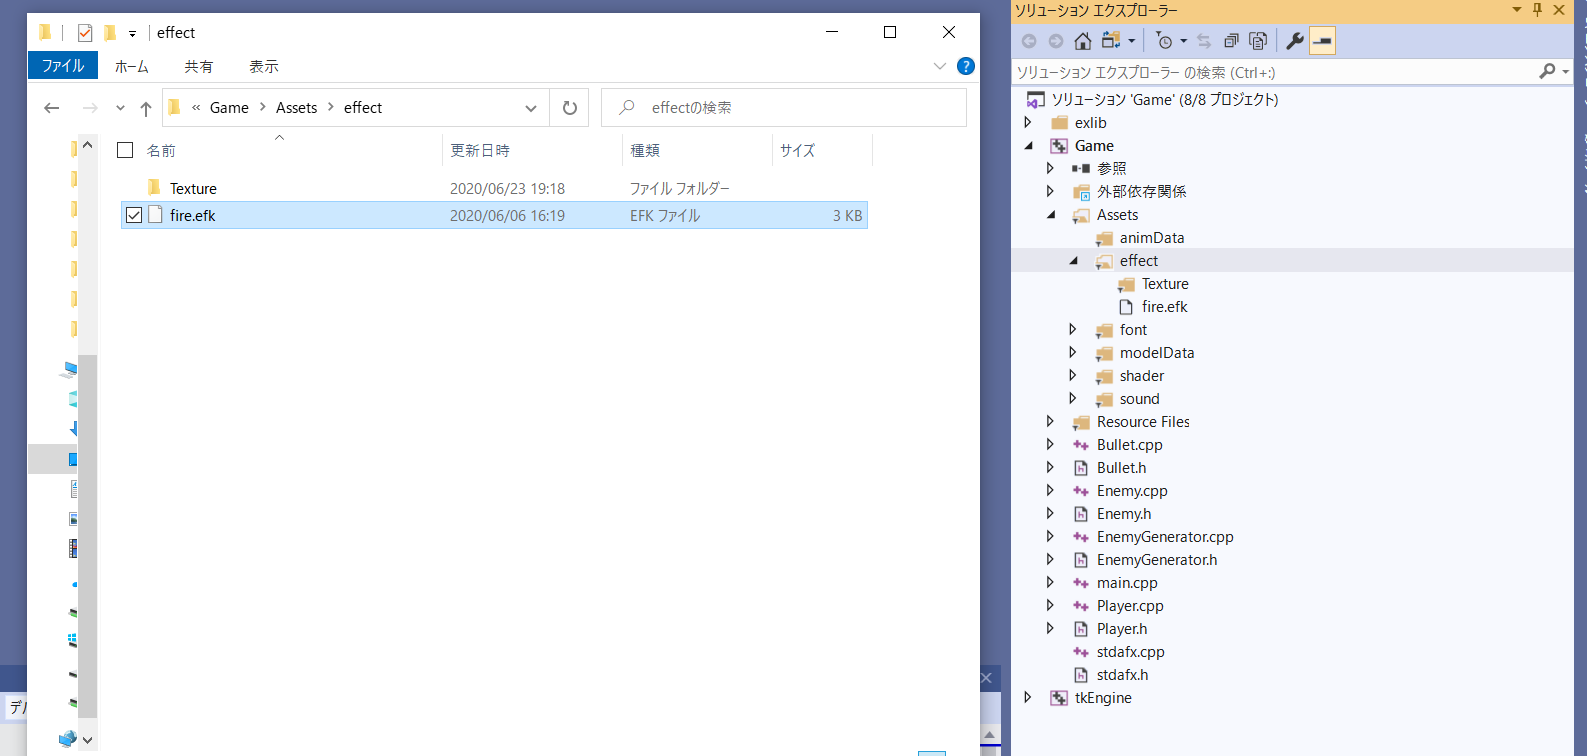 effect
ファイル ホーム 共有 表示
« Game > Assets > effect
effectの検索
名前 更新日時 種類 サイズ
Texture 2020/06/23 19:18 ファイル フォルダー
fire.efk 2020/06/06 16:19 EFK ファイル 3 KB
ソリューション エクスプローラー
ソリューション エクスプローラー の検索 (Ctrl+:)
ソリューション 'Game' (8/8 プロジェクト)
exlib
Game
参照
外部依存関係
Assets
animData
effect
Texture
fire.efk
font
modelData
shader
sound
Resource Files
Bullet.cpp
Bullet.h
Enemy.cpp
Enemy.h
EnemyGenerator.cpp
EnemyGenerator.h
main.cpp
Player.cpp
Player.h
stdafx.cpp
stdafx.h
tkEngine